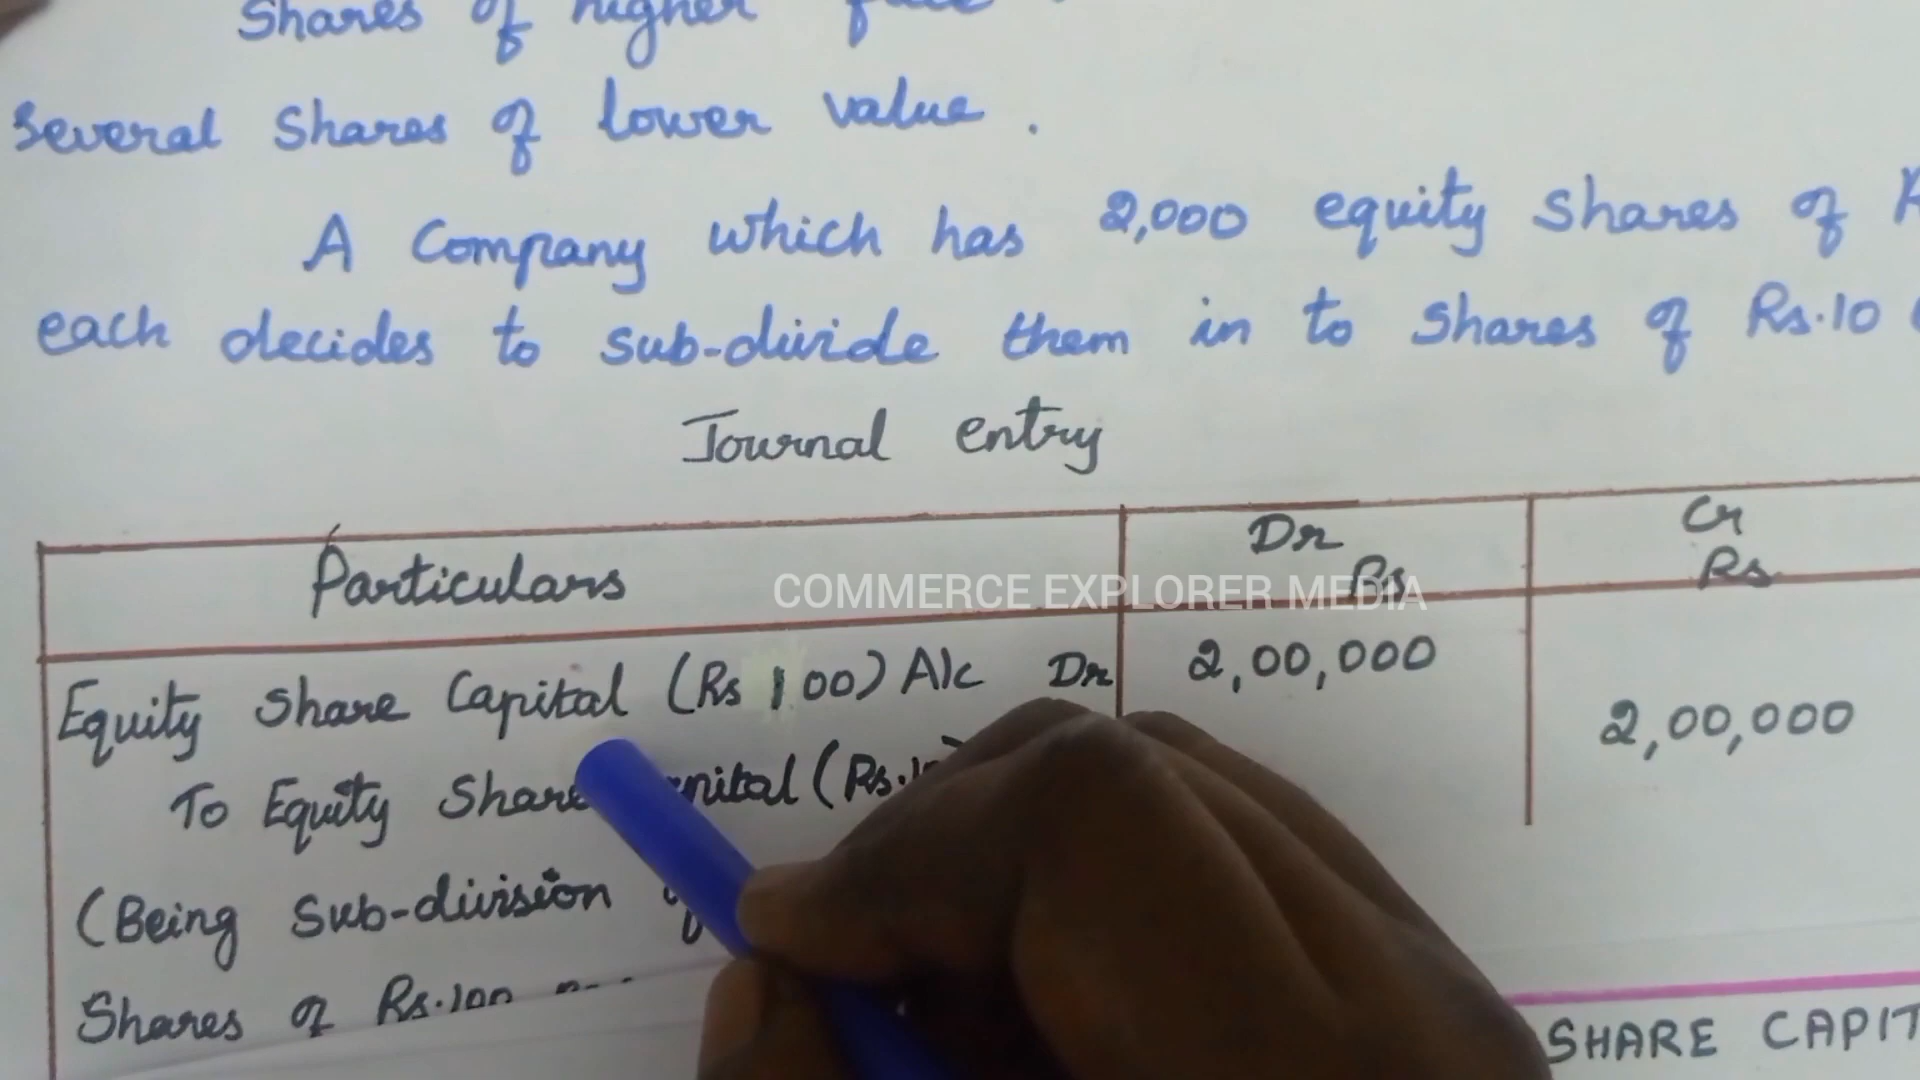 Shares of higher
Several Shares of lower value.
A Company which has 2,000 equity shares of
each decides to sub-divide them in to shares of Rs.10
Journal entry
Particulars Dr Rs Cr Rs
COMMERCE EXPLORER MEDIA
Equity Share Capital (Rs 100) A/c Dr 2,00,000
To Equity Share (Rs. 2,00,000
(Being Sub-division
Shares of Rs.100
SHARE